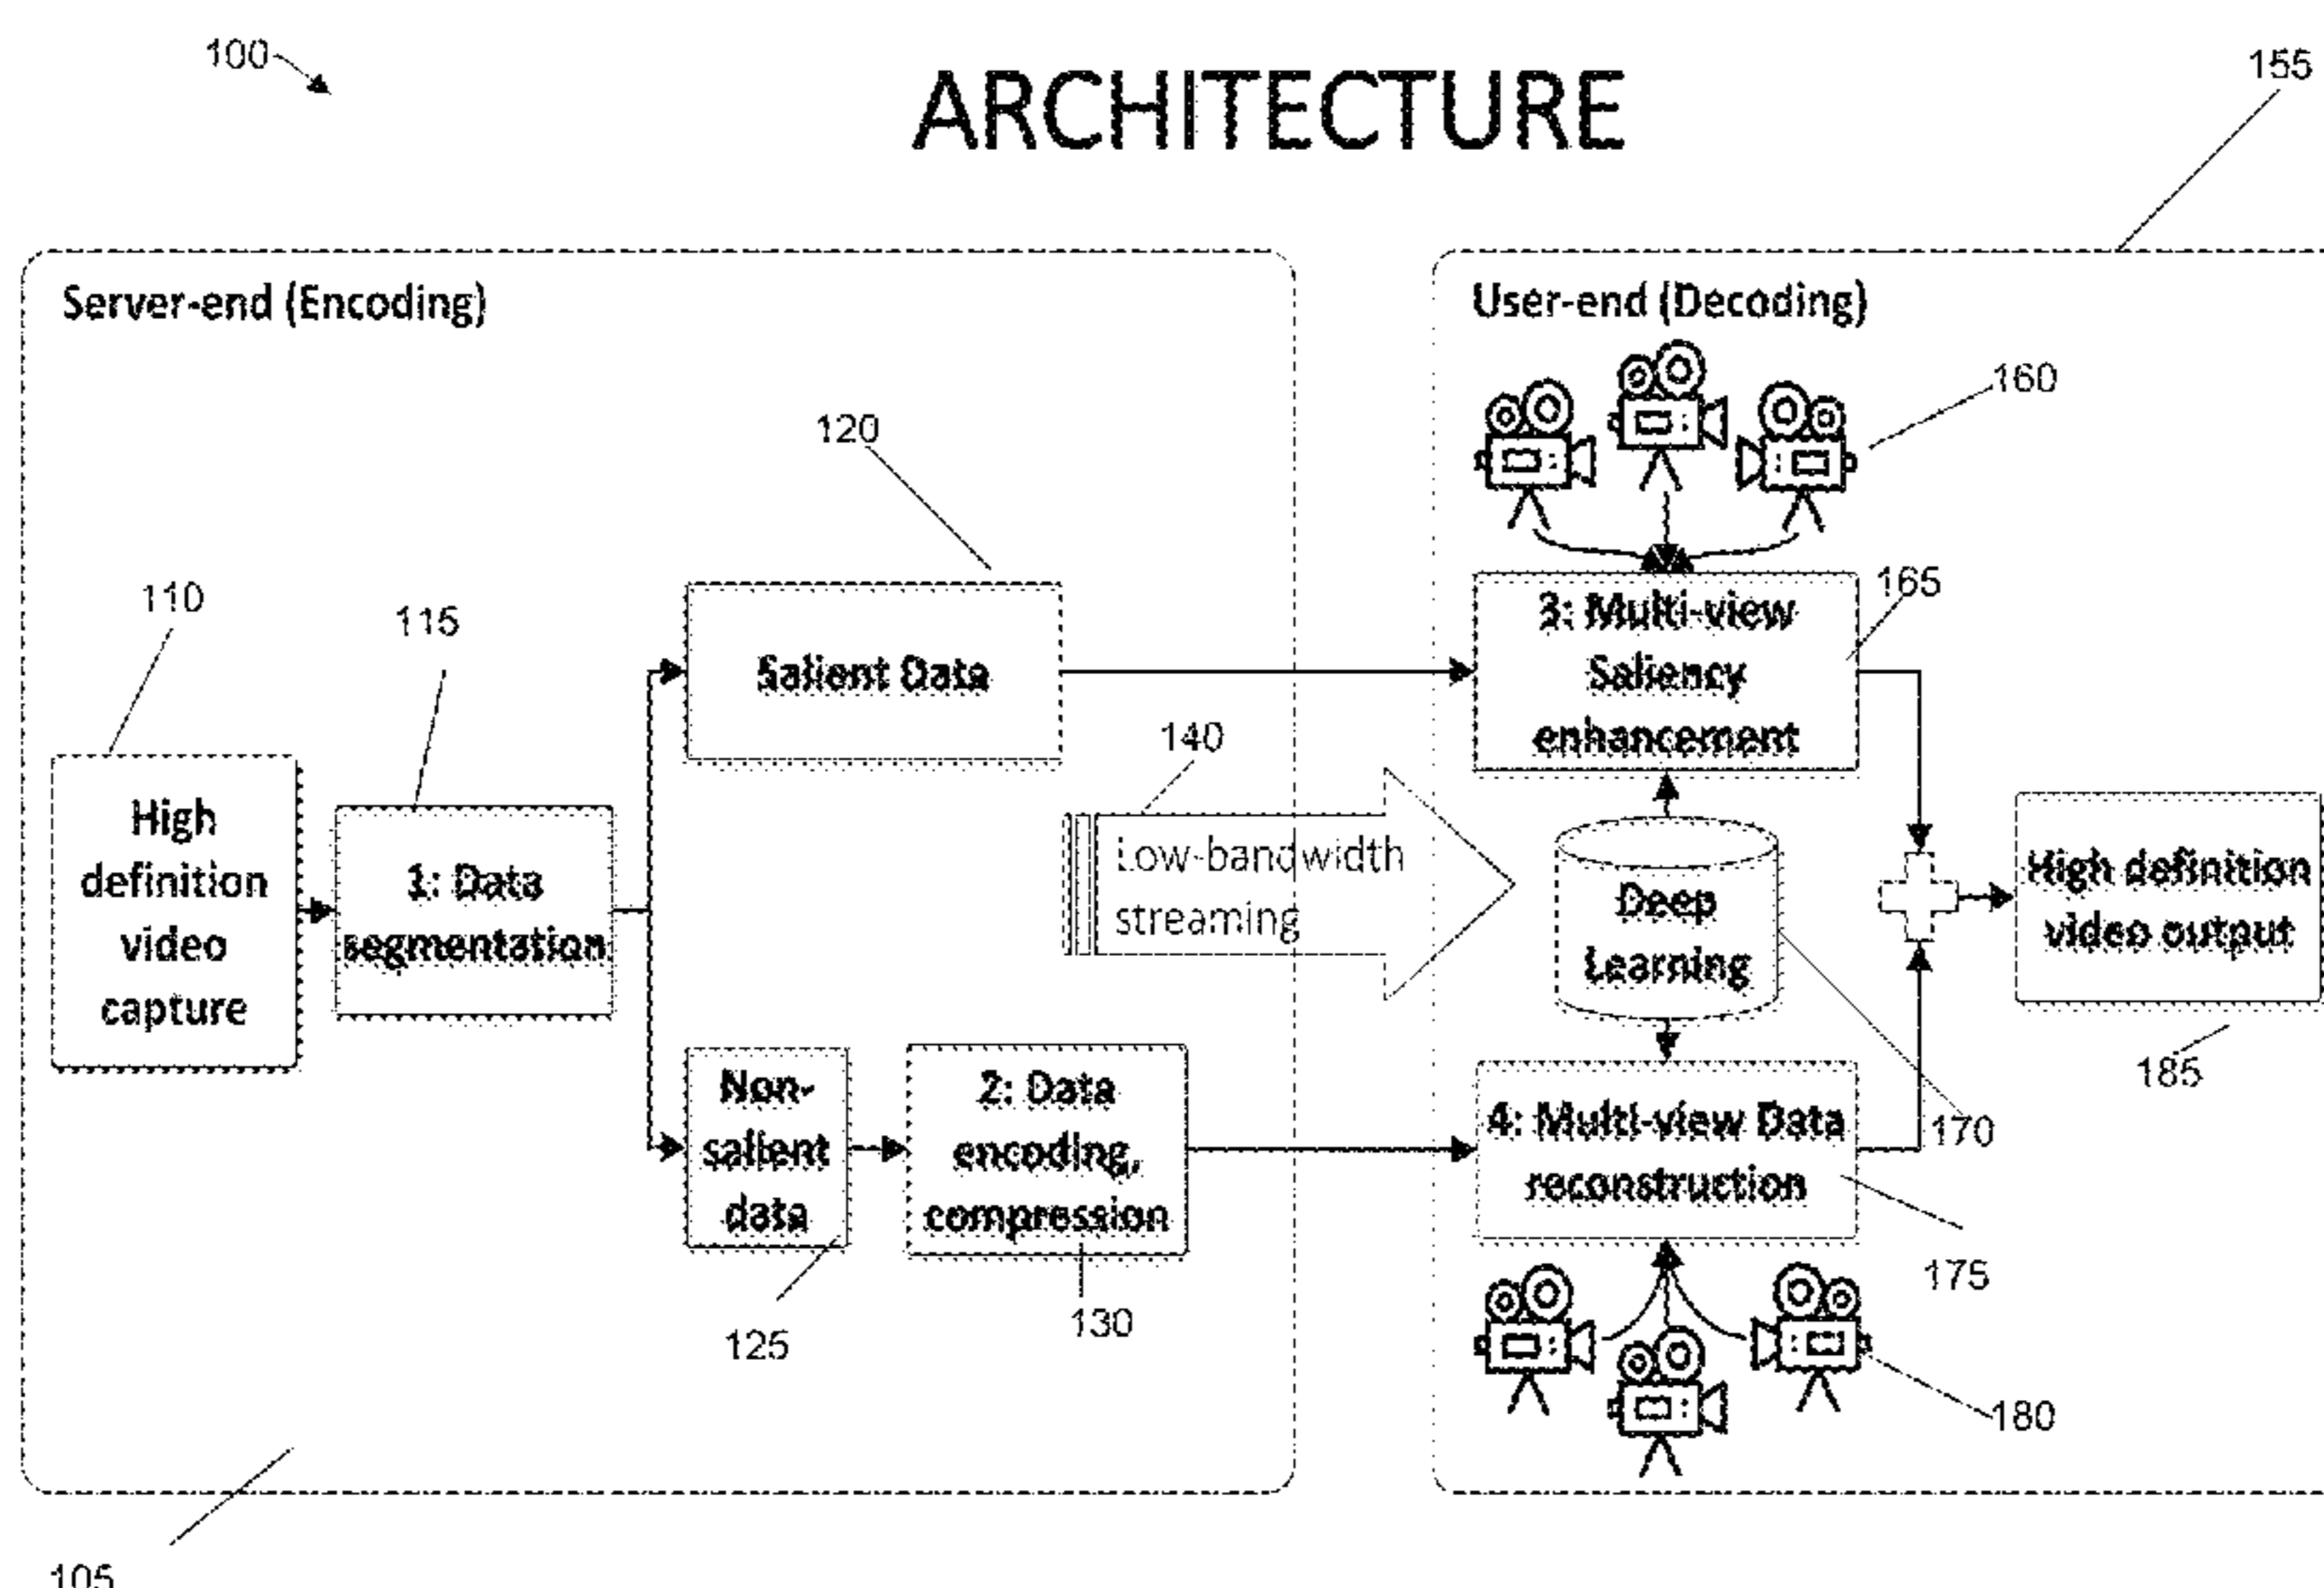 100
ARCHITECTURE
155
Server-end (Encoding)
User-end (Decoding)
160
120
110
115
165
3: Multi-view
Saliency
enhancement
Salient Data
140
High
definition
video
capture
1: Data
segmentation
Low-bandwidth
streaming
Deep
Learning
High definition
video output
185
170
Non-
salient
data
2: Data
encoding,
compression
4: Multi-view Data
reconstruction
175
125
130
180
105